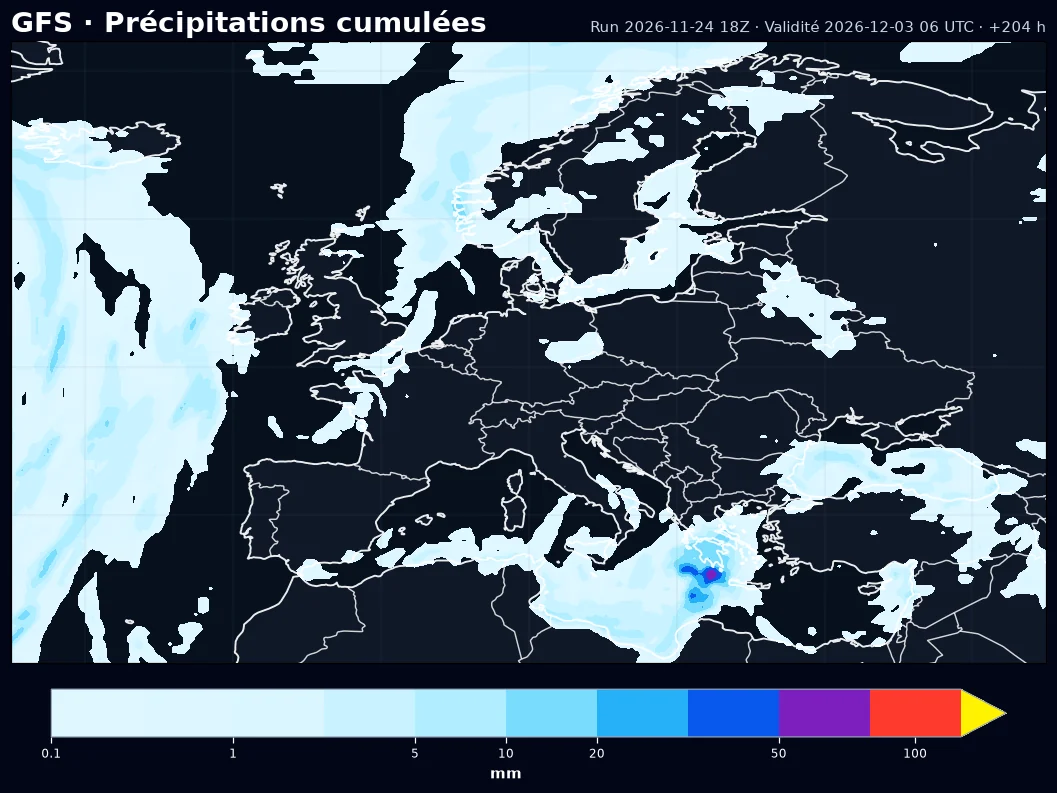 GFS · Précipitations cumulées
Run 2026-11-24 18Z · Validité 2026-12-03 06 UTC · +204 h
0.1 1 5 10 20 50 100
mm